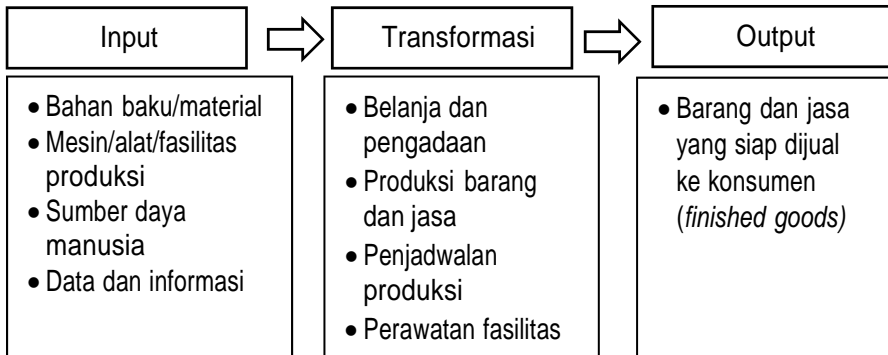 Input
Transformasi
Output
• Bahan baku/material
• Mesin/alat/fasilitas
produksi
• Sumber daya
manusia
• Data dan informasi
• Belanja dan
pengadaan
• Produksi barang
dan jasa
• Penjadwalan
produksi
• Perawatan fasilitas
• Barang dan jasa
yang siap dijual
ke konsumen
(finished goods)